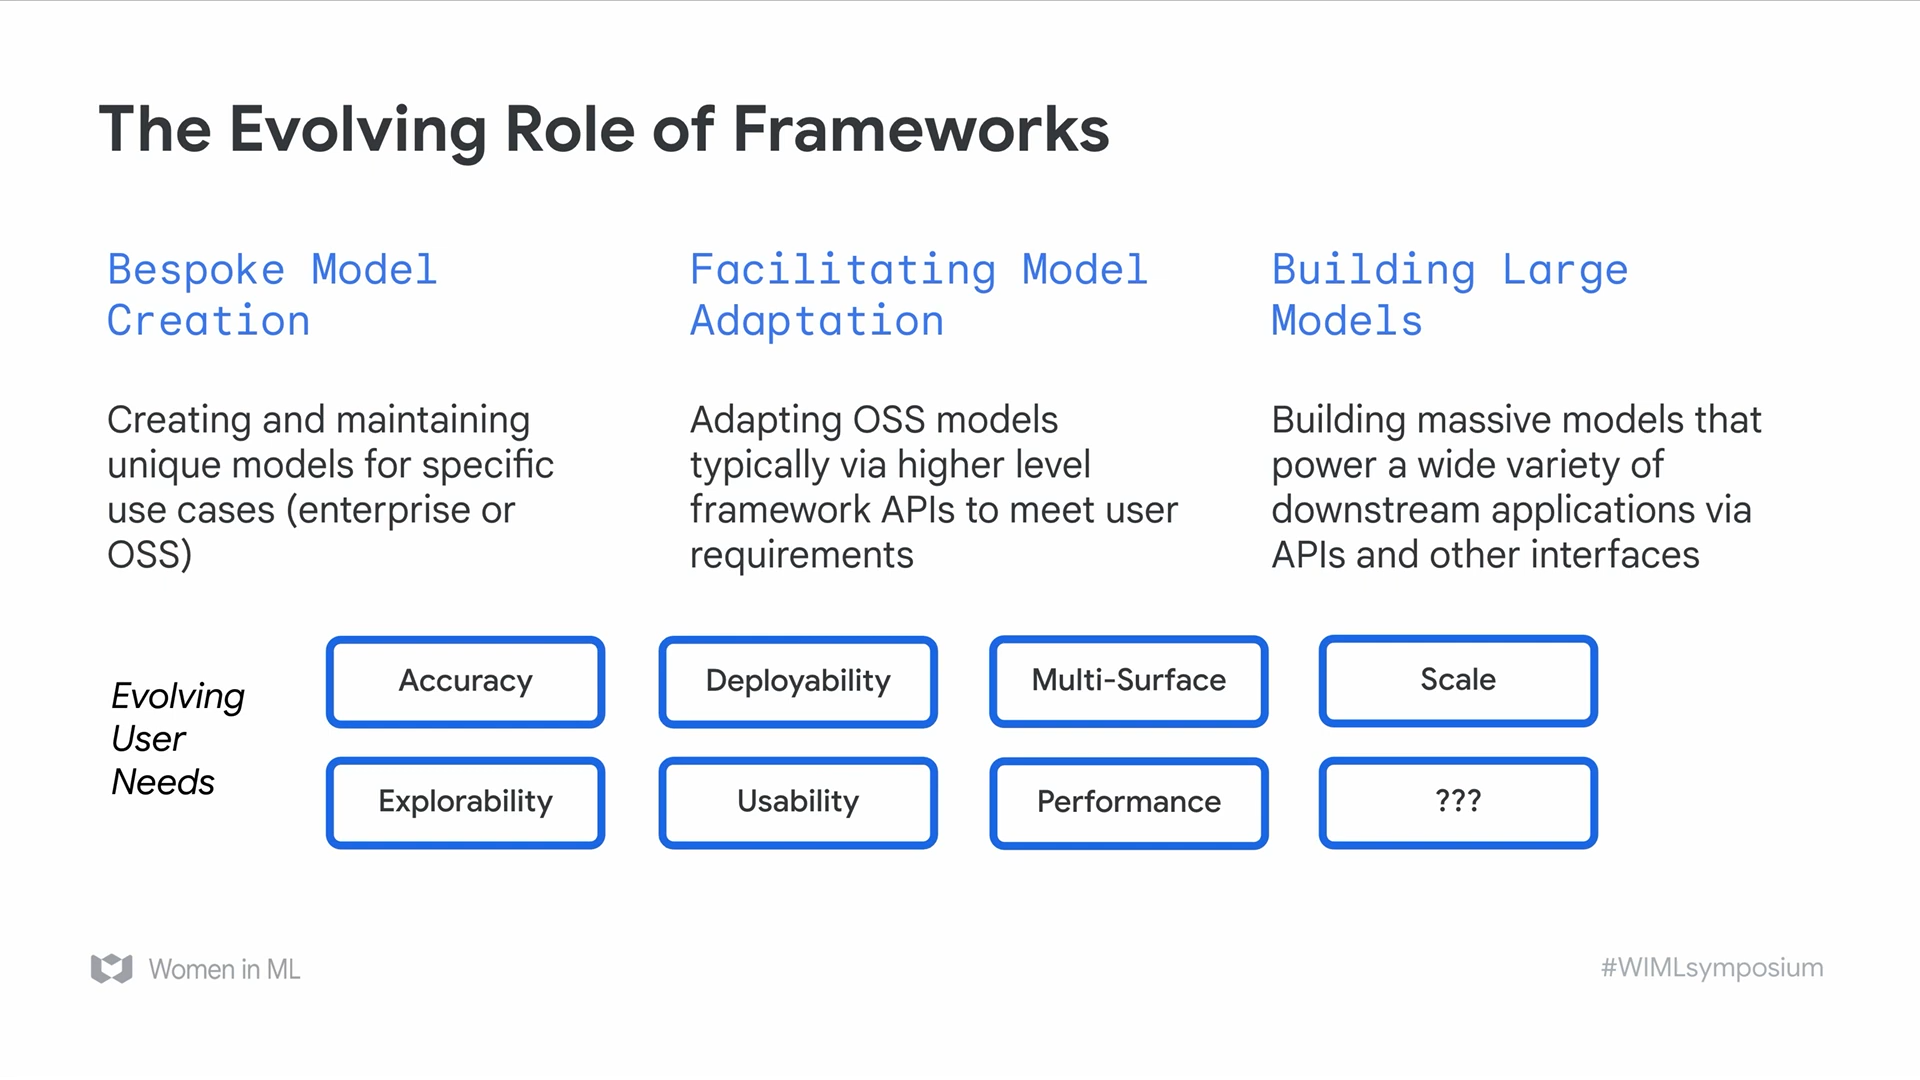 The Evolving Role of Frameworks
Bespoke Model
Creation
Creating and maintaining
unique models for specific
use cases (enterprise or
OSS)
Facilitating Model
Adaptation
Adapting OSS models
typically via higher level
framework APIs to meet user
requirements
Building Large
Models
Building massive models that
power a wide variety of
downstream applications via
APIs and other interfaces
Evolving
User
Needs
Accuracy
Deployability
Multi-Surface
Scale
Explorability
Usability
Performance
???
Women in ML
#WIMLsymposium